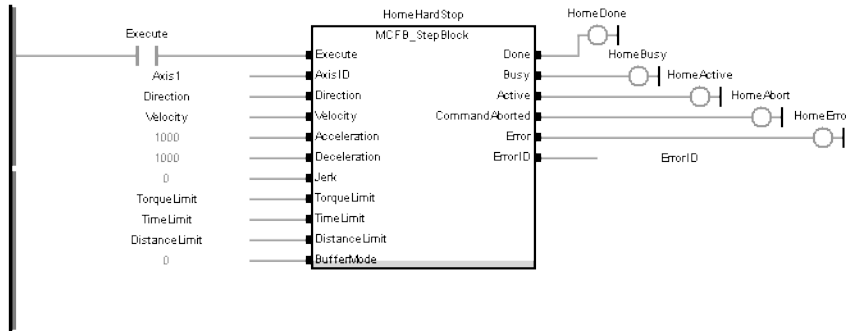 HomeHardStop
HomeDone
Execute
MCFB_StepBlock
Execute
Done
HomeBusy
Axis1
AxisID
Busy
HomeActive
Direction
Direction
Active
HomeAbort
Velocity
Velocity
CommandAborted
HomeErro
1000
Acceleration
Error
1000
Deceleration
ErrorID
ErrorID
0
Jerk
TorqueLimit
TorqueLimit
TimeLimit
TimeLimit
DistanceLimit
DistanceLimit
0
BufferMode